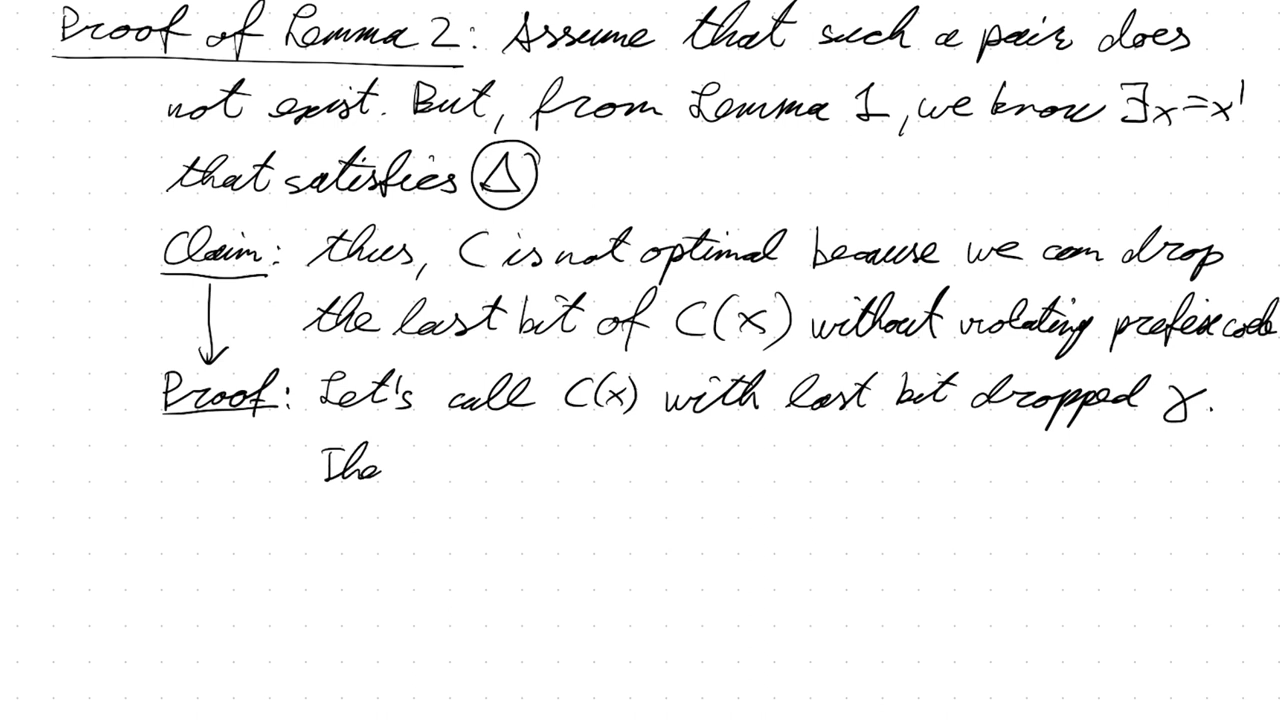 Proof of Lemma 2: Assume that such a pair does
not exist. But, from Lemma 1, we know ∃x=x'
that satisfies Δ
Claim: thus, C is not optimal because we can drop
the last bit of C(x) without violating prefix code
Proof: Let's call C(x) with last bit dropped γ.
The